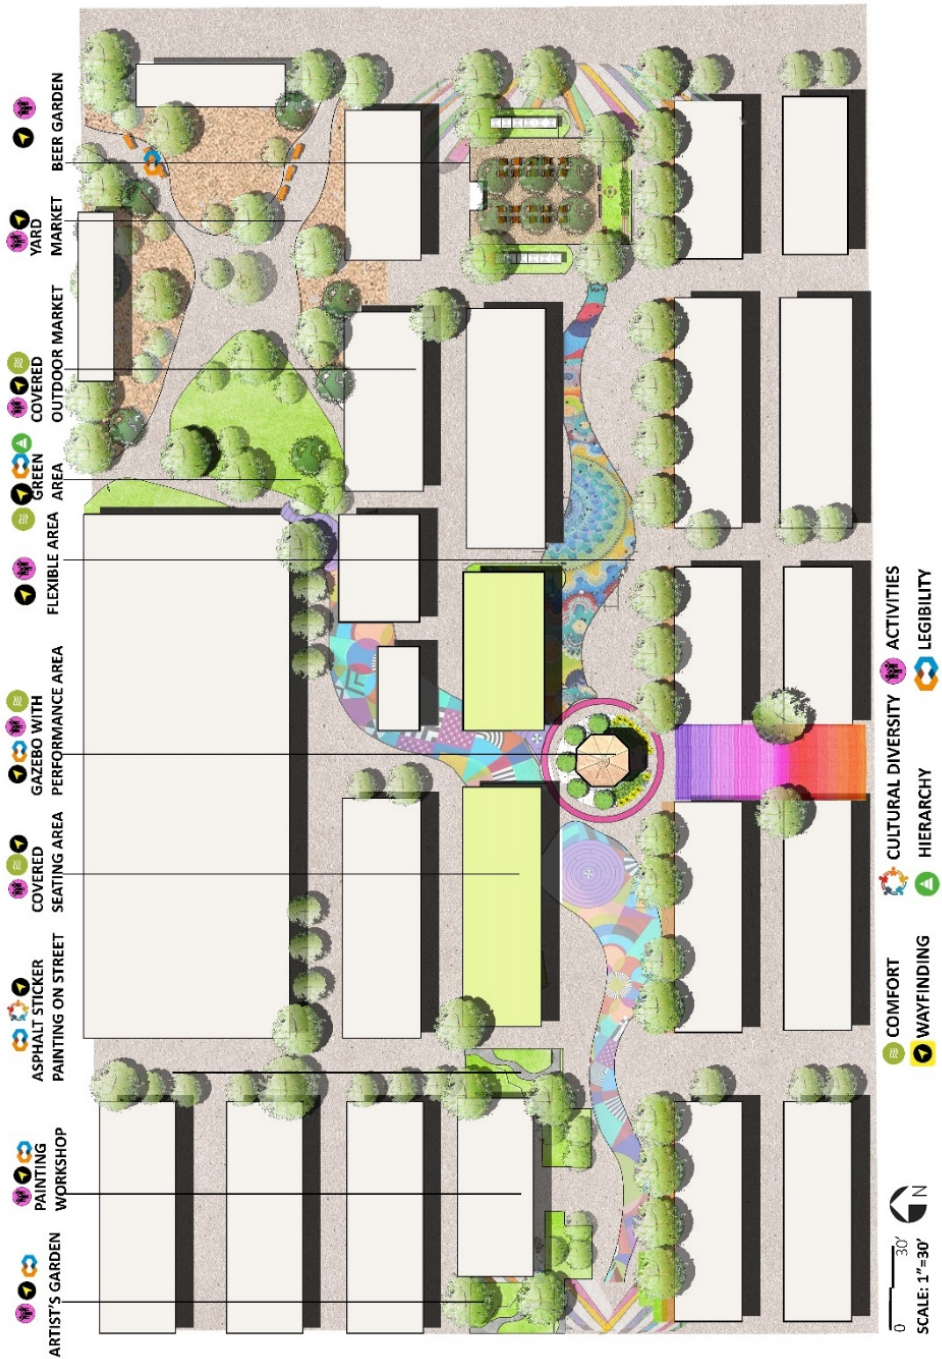 ARTIST'S GARDEN
PAINTING
WORKSHOP
ASPHALT STICKER
PAINTING ON STREET
COVERED
SEATING AREA
GAZEBO WITH
PERFORMANCE AREA
FLEXIBLE AREA
GREEN
AREA
COVERED
OUTDOOR MARKET
YARD
MARKET
BEER GARDEN
0 30'
SCALE: 1"=30'
N
COMFORT
WAYFINDING
CULTURAL DIVERSITY
HIERARCHY
ACTIVITIES
LEGIBILITY